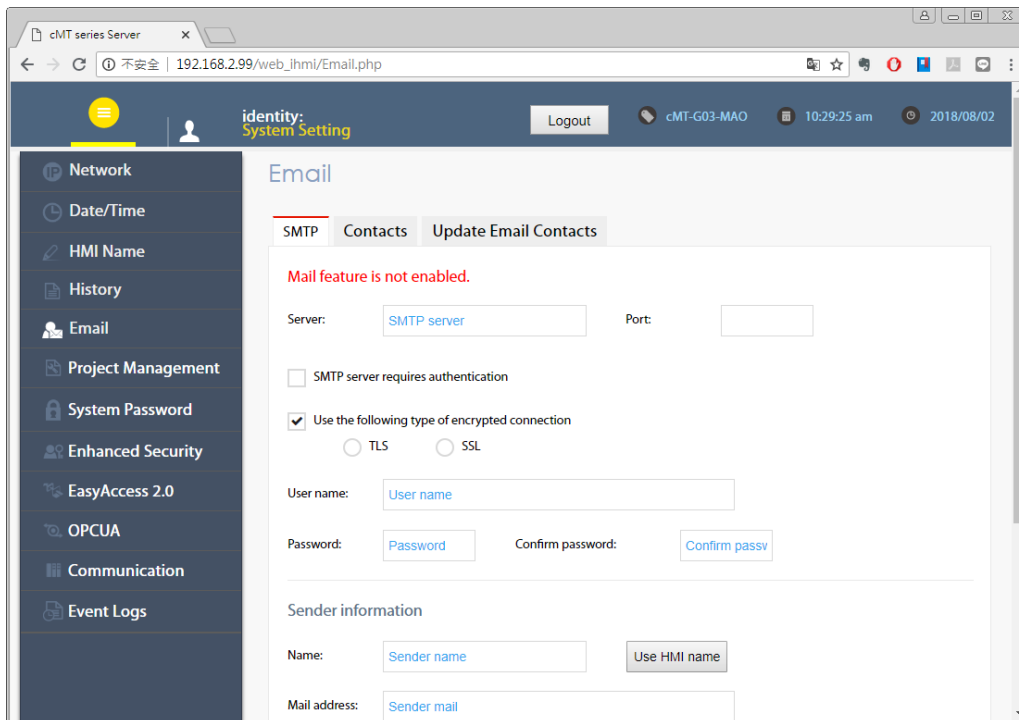 cMT series Server
不安全 | 192.168.2.99/web_ihmi/Email.php
identity:
System Setting
Logout
cMT-G03-MAO
10:29:25 am
2018/08/02
Network
Date/Time
HMI Name
History
Email
Project Management
System Password
Enhanced Security
EasyAccess 2.0
OPCUA
Communication
Event Logs
Email
SMTP Contacts Update Email Contacts
Mail feature is not enabled.
Server: SMTP server Port:
SMTP server requires authentication
Use the following type of encrypted connection
TLS SSL
User name: User name
Password: Password Confirm password: Confirm passv
Sender information
Name: Sender name Use HMI name
Mail address: Sender mail